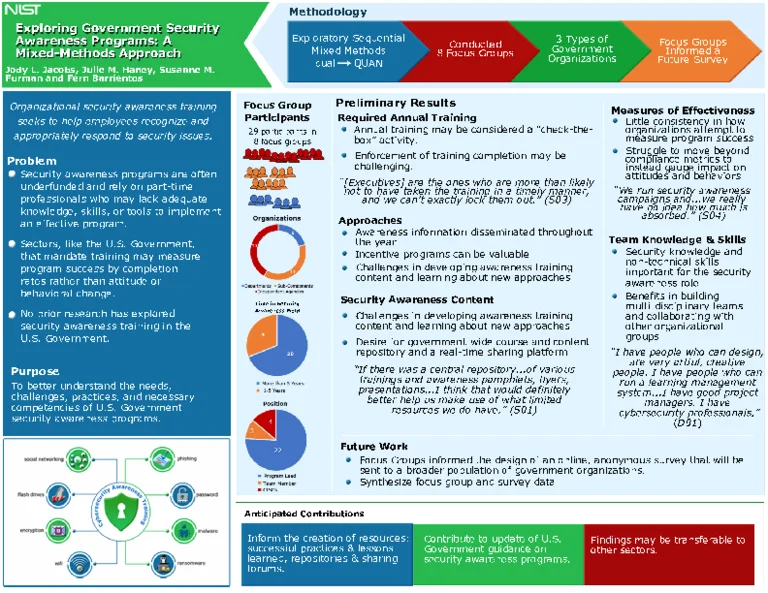 NIST
Exploring Government Security
Awareness Programs: A
Mixed-Methods Approach
Jody L. Jacobs, Julie M. Haney, Susanne M.
Furman and Fern Barrientos
Methodology
Exploratory Sequential
Mixed Methods
qual → QUAN
Conducted
8 Focus Groups
3 Types of
Government
Organizations
Focus Groups
Informed a
Future Survey
Organizational security awareness training
seeks to help employees recognize and
appropriately respond to security issues.
Problem
Security awareness programs are often
underfunded and rely on part-time
professionals who may lack adequate
knowledge, skills, or tools to implement
an effective program.
Sectors, like the U.S. Government,
that mandate training may measure
program success by completion
rates rather than attitude or
behavioral change.
No prior research has explored
security awareness training in the
U.S. Government.
Purpose
To better understand the needs,
challenges, practices, and necessary
competencies of U.S. Government
security awareness programs.
social networking
phishing
flash drives
password
encryption
malware
wifi
ransomware
Cybersecurity Awareness Training
Focus Group
Participants
29 participants in
8 focus groups
Organizations
Departments
Sub-Components
Independent Agencies
Time in Security
Awareness Field
20
More than 5 Years
1-5 Years
Position
4
22
Program Lead
Team Member
Preliminary Results
Required Annual Training
Annual training may be considered a "check-the-
box" activity.
Enforcement of training completion may be
challenging.
"[Executives] are the ones who are more than likely
not to have taken the training in a timely manner,
and we can't exactly lock them out." (S03)
Approaches
Awareness information disseminated throughout
the year
Incentive programs can be valuable
Challenges in developing awareness training
content and learning about new approaches
Security Awareness Content
Challenges in developing awareness training
content and learning about new approaches
Desire for government wide course and content
repository and a real-time sharing platform
"If there was a central repository...of various
trainings and awareness pamphlets, flyers,
presentations...I think that would definitely
better help us make use of what limited
resources we do have." (S01)
Measures of Effectiveness
Little consistency in how
organizations attempt to
measure program success
Struggle to move beyond
compliance metrics to
instead gauge impact on
attitudes and behaviors
"We run security awareness
campaigns and...we really
have no idea how much is
absorbed." (S04)
Team Knowledge & Skills
Security knowledge and
non-technical skills
important for the security
awareness role
Benefits in building
multi disciplinary teams
and collaborating with
other organizational
groups
"I have people who can design,
are very artful, creative
people. I have people who can
run a learning management
system...I have good project
managers. I have
cybersecurity professionals."
(D01)
Future Work
Focus Groups informed the design of an online, anonymous survey that will be
sent to a broader population of government organizations.
Synthesize focus group and survey data
Anticipated Contributions
Inform the creation of resources:
successful practices & lessons
learned, repositories & sharing
forums.
Contribute to update of U.S.
Government guidance on
security awareness programs.
Findings may be transferable to
other sectors.